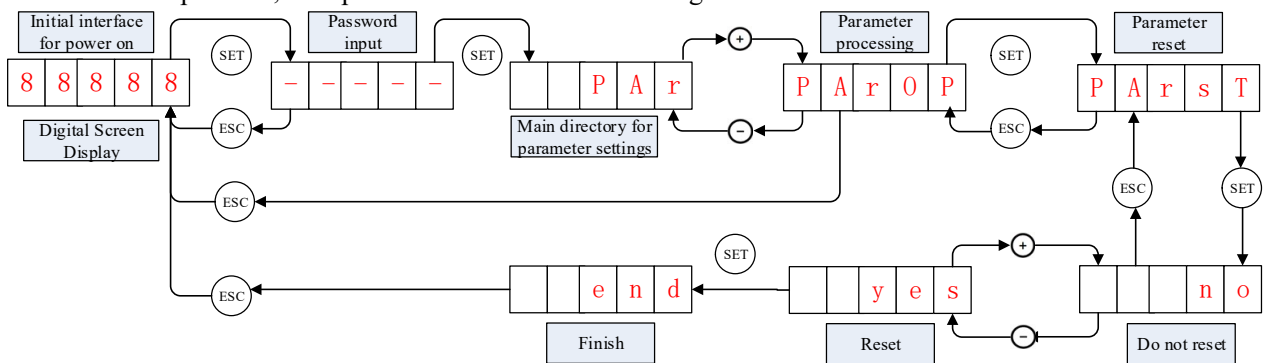 Initial interface
for power on
SET
Password
input
SET
+
Parameter
processing
SET
Parameter
reset
8 8 8 8 8
- - - - -
P A r
P A r O P
P A r s T
Digital Screen
Display
ESC
Main directory for
parameter settings
-
ESC
ESC
ESC
SET
SET
+
ESC
e n d
y e s
n o
-
Finish
Reset
Do not reset